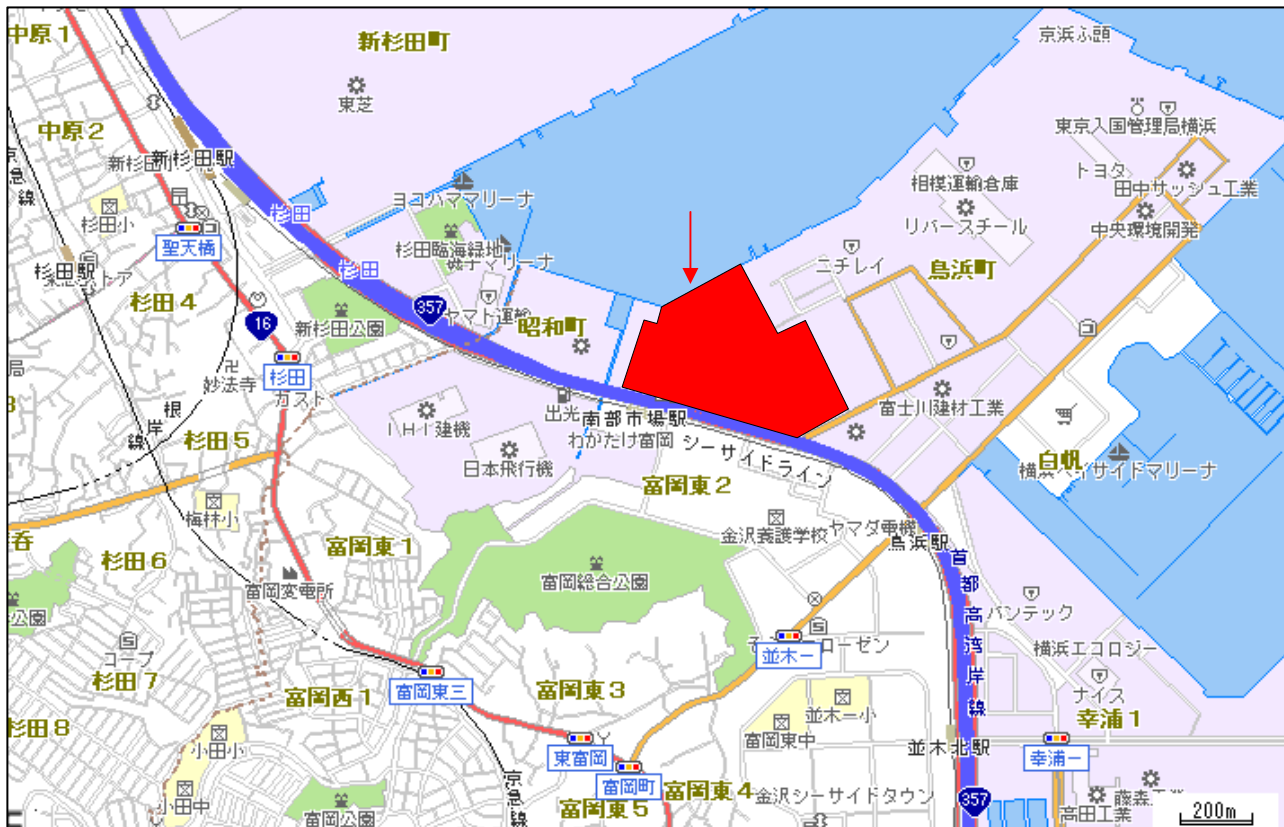 中原1
新杉田町
京浜ふ頭
東芝
中原2
新杉田駅
東京入国管理局横浜
トヨタ
田中サッシュ工業
相模運輸倉庫
リバースチール
中央環境開発
ヨコハママリーナ
杉田小
杉田
聖天橋
杉田臨海緑地
ニチレイ
鳥浜町
杉田駅
杉田
杉田4
357
ヤマト運輸
16
新杉田公園
昭和町
妙法寺
杉田
ガスト
出光
南部市場駅
富士川建材工業
IHI建機
わかたけ富岡
シーサイドライン
根岸線
杉田5
日本飛行機
白帆
横浜ベイサイドマリーナ
富岡東2
梅林小
金沢養護学校
ヤマダ電機
鳥浜駅
杉田6
富岡東1
富岡総合公園
富岡変電所
首都高湾岸線
バンテック
並木一
横浜エコロジー
コープ
杉田7
富岡西1
富岡東三
富岡東3
ナイス
並木一小
幸浦1
杉田8
小田小
富岡東中
東富岡
並木北駅
幸浦一
富岡町
富岡東4
小田中
京急線
富岡公園
富岡東5
金沢シーサイドタウン
357
高田工業
200m